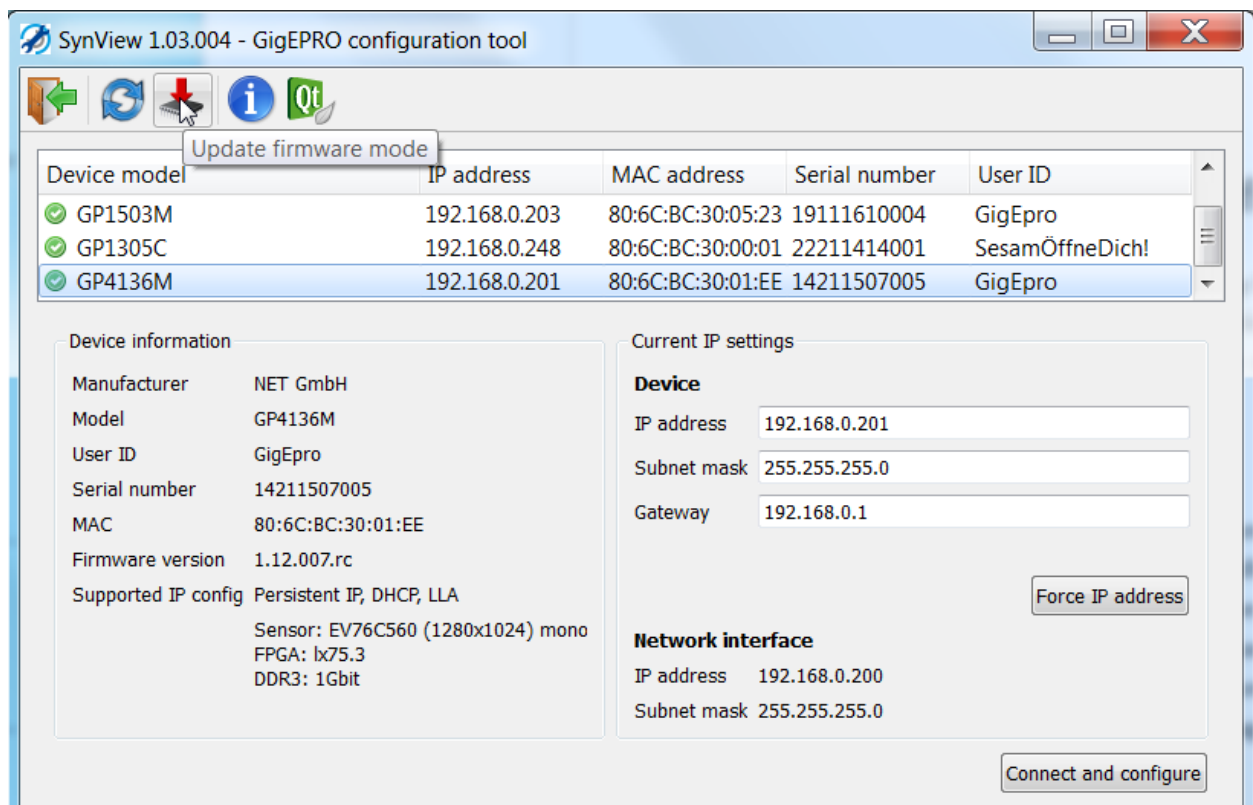 SynView 1.03.004 - GigEPRO configuration tool
Qt
Update firmware mode
Device model IP address MAC address Serial number User ID
GP1503M 192.168.0.203 80:6C:BC:30:05:23 19111610004 GigEpro
GP1305C 192.168.0.248 80:6C:BC:30:00:01 22211414001 SesamÖffneDich!
GP4136M 192.168.0.201 80:6C:BC:30:01:EE 14211507005 GigEpro
Device information
Manufacturer NET GmbH
Model GP4136M
User ID GigEpro
Serial number 14211507005
MAC 80:6C:BC:30:01:EE
Firmware version 1.12.007.rc
Supported IP config Persistent IP, DHCP, LLA
Sensor: EV76C560 (1280x1024) mono
FPGA: lx75.3
DDR3: 1Gbit
Current IP settings
Device
IP address 192.168.0.201
Subnet mask 255.255.255.0
Gateway 192.168.0.1
Force IP address
Network interface
IP address 192.168.0.200
Subnet mask 255.255.255.0
Connect and configure